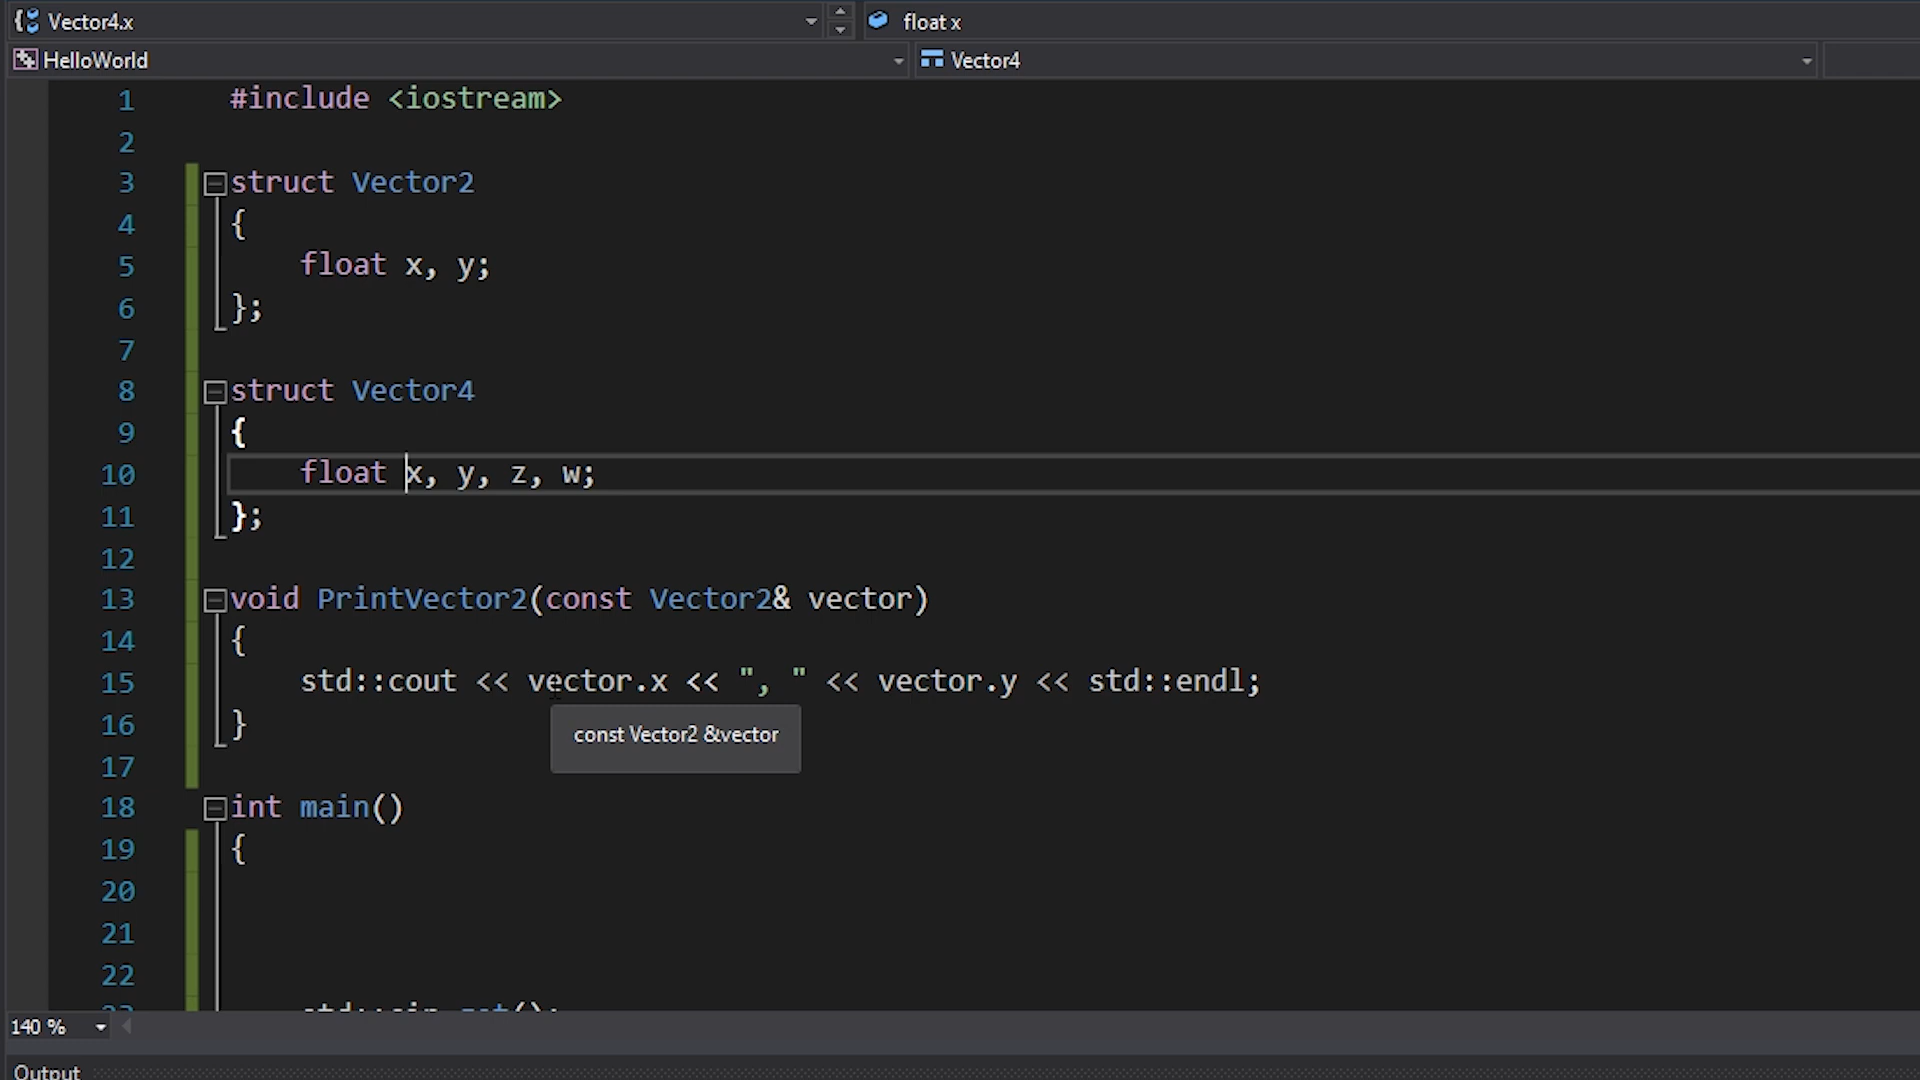 Vector4.x float x
HelloWorld Vector4
1 #include <iostream>
2
3 struct Vector2
4 {
5 float x, y;
6 };
7
8 struct Vector4
9 {
10 float x, y, z, w;
11 };
12
13 void PrintVector2(const Vector2& vector)
14 {
15 std::cout << vector.x << ", " << vector.y << std::endl;
16 }
const Vector2 &vector
17
18 int main()
19 {
20
21
22
140 %
Output